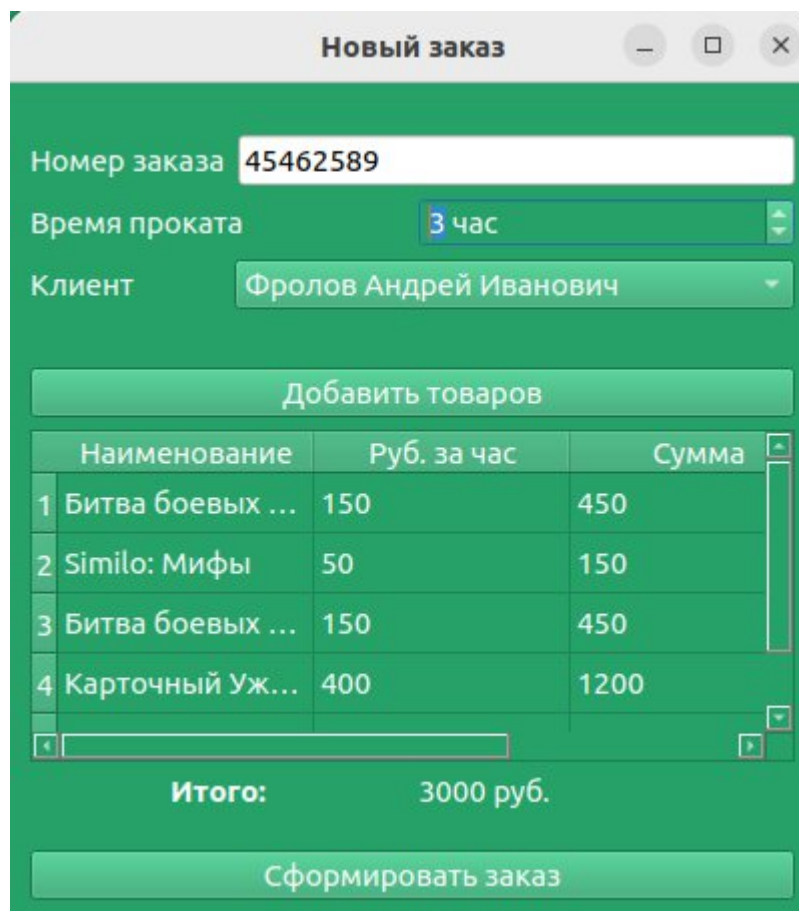 Новый заказ
Номер заказа 45462589
Время проката 3 час
Клиент Фролов Андрей Иванович
Добавить товаров
Наименование Руб. за час Сумма
1 Битва боевых ... 150 450
2 Similo: Мифы 50 150
3 Битва боевых ... 150 450
4 Карточный Уж... 400 1200
Итого: 3000 руб.
Сформировать заказ